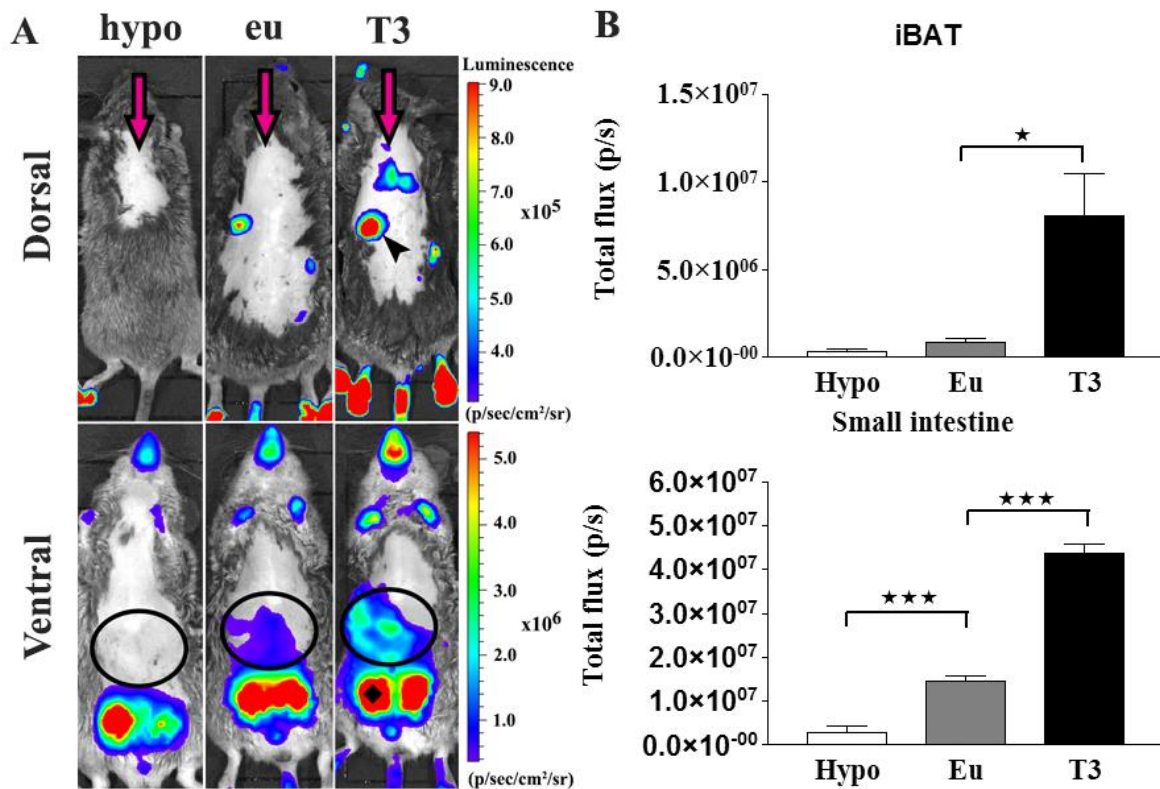 A
hypo
eu
T3
Dorsal
Ventral
Luminescence
9.0
8.0
7.0
x10⁵
6.0
5.0
4.0
(p/sec/cm²/sr)
5.0
4.0
3.0
x10⁶
2.0
1.0
(p/sec/cm²/sr)
B
iBAT
Total flux (p/s)
1.5×10⁰⁷
1.0×10⁰⁷
5.0×10⁰⁶
0.0×10⁻⁰⁰
Hypo
Eu
T3
Small intestine
Total flux (p/s)
6.0×10⁰⁷
5.0×10⁰⁷
4.0×10⁰⁷
3.0×10⁰⁷
2.0×10⁰⁷
1.0×10⁰⁷
0.0×10⁻⁰⁰
Hypo
Eu
T3